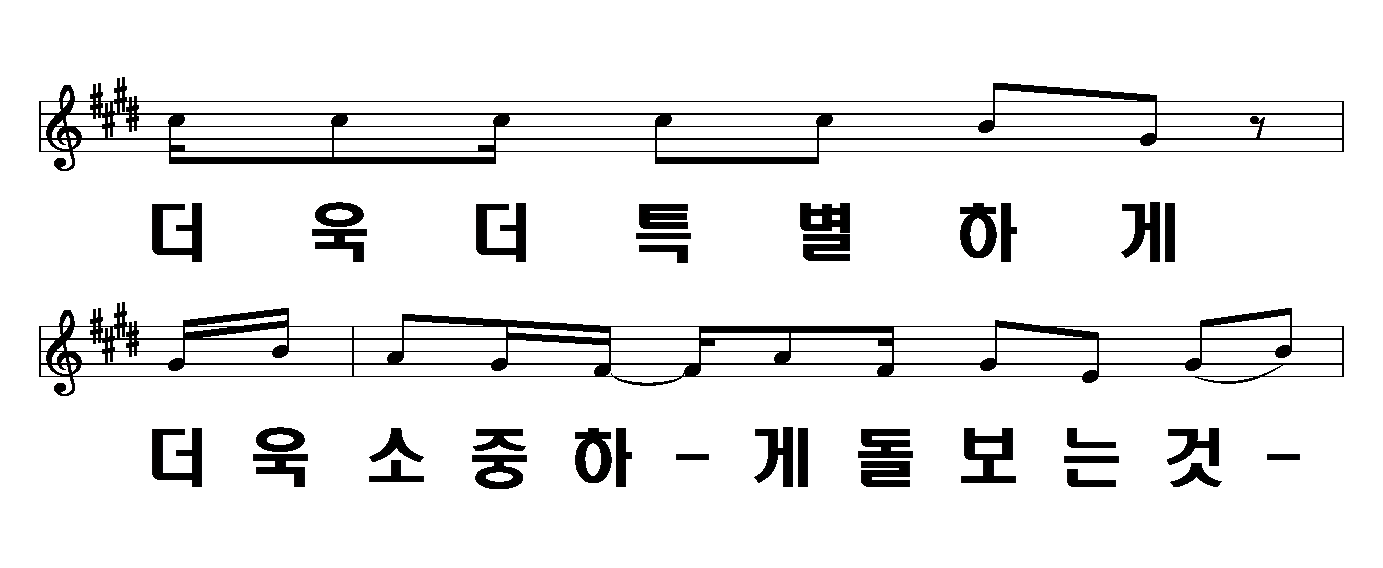 더 욱 더 특 별 하 게
더 욱 소 중 하 - 게 돌 보 는 것 -